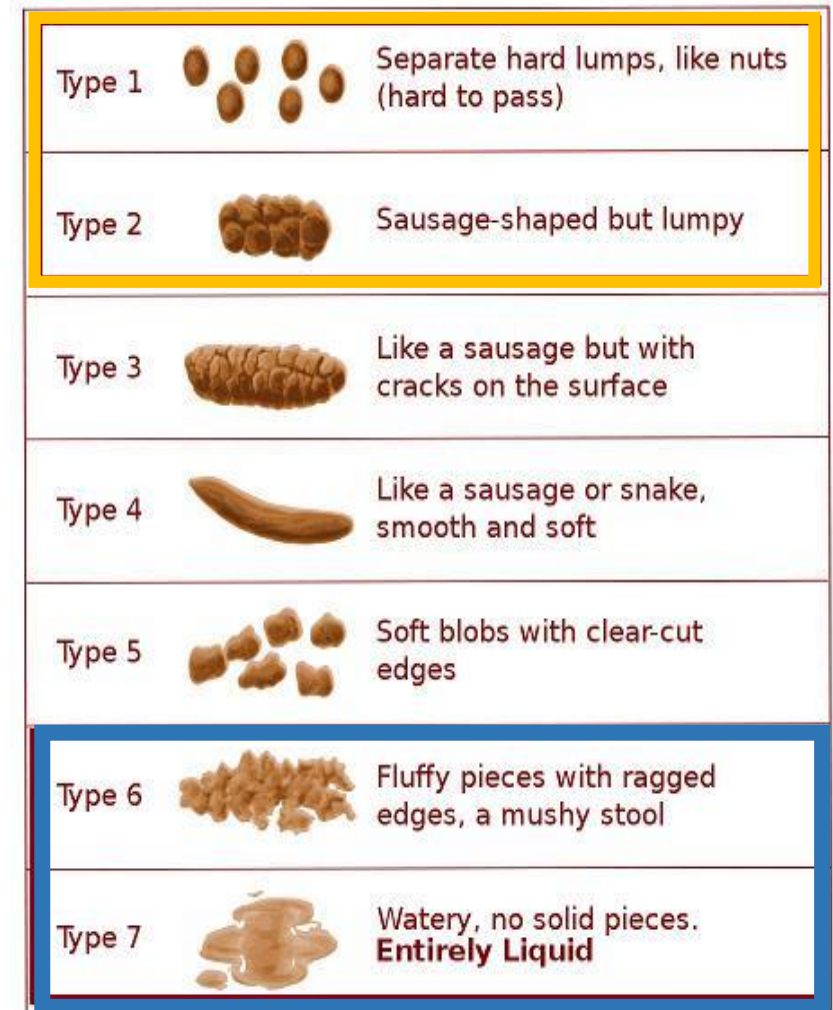 Type 1
Separate hard lumps, like nuts
(hard to pass)
Type 2
Sausage-shaped but lumpy
Type 3
Like a sausage but with
cracks on the surface
Type 4
Like a sausage or snake,
smooth and soft
Type 5
Soft blobs with clear-cut
edges
Type 6
Fluffy pieces with ragged
edges, a mushy stool
Type 7
Watery, no solid pieces.
Entirely Liquid